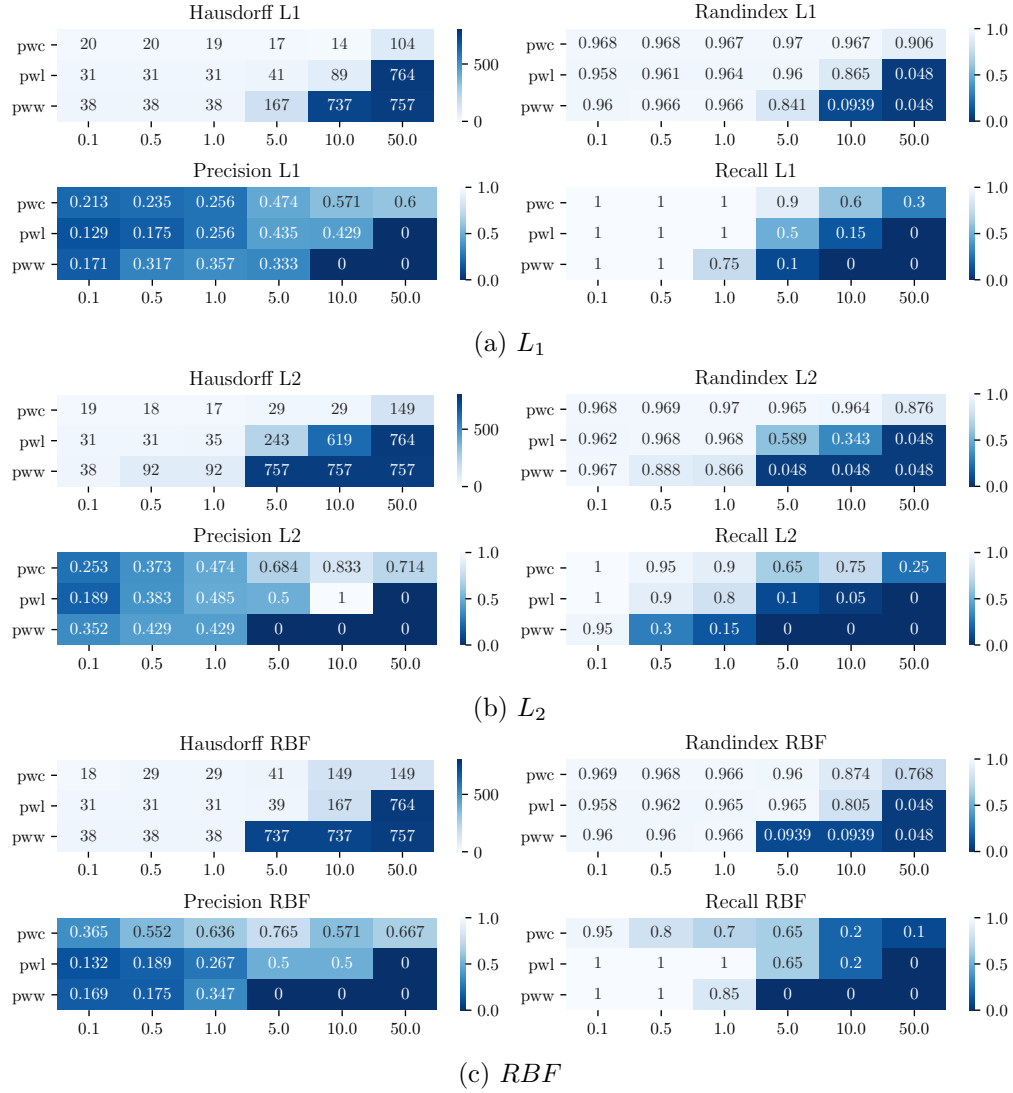 Hausdorff L1
pwc 20 20 19 17 14 104
pwl 31 31 31 41 89 764
pww 38 38 38 167 737 757
0.1 0.5 1.0 5.0 10.0 50.0
500
0
Randindex L1
0.968 0.968 0.967 0.97 0.967 0.906
0.958 0.961 0.964 0.96 0.865 0.048
0.96 0.966 0.966 0.841 0.0939 0.048
0.1 0.5 1.0 5.0 10.0 50.0
1.0
0.5
0.0
Precision L1
pwc 0.213 0.235 0.256 0.474 0.571 0.6
pwl 0.129 0.175 0.256 0.435 0.429 0
pww 0.171 0.317 0.357 0.333 0 0
0.1 0.5 1.0 5.0 10.0 50.0
1.0
0.5
0.0
Recall L1
pwc 1 1 1 0.9 0.6 0.3
pwl 1 1 1 0.5 0.15 0
pww 1 1 0.75 0.1 0 0
0.1 0.5 1.0 5.0 10.0 50.0
1.0
0.5
0.0
(a) L1
Hausdorff L2
pwc 19 18 17 29 29 149
pwl 31 31 35 243 619 764
pww 38 92 92 757 757 757
0.1 0.5 1.0 5.0 10.0 50.0
500
0
Randindex L2
0.968 0.969 0.97 0.965 0.964 0.876
0.962 0.968 0.968 0.589 0.343 0.048
0.967 0.888 0.866 0.048 0.048 0.048
0.1 0.5 1.0 5.0 10.0 50.0
1.0
0.5
0.0
Precision L2
pwc 0.253 0.373 0.474 0.684 0.833 0.714
pwl 0.189 0.383 0.485 0.5 1 0
pww 0.352 0.429 0.429 0 0 0
0.1 0.5 1.0 5.0 10.0 50.0
1.0
0.5
0.0
Recall L2
pwc 1 0.95 0.9 0.65 0.75 0.25
pwl 1 0.9 0.8 0.1 0.05 0
pww 0.95 0.3 0.15 0 0 0
0.1 0.5 1.0 5.0 10.0 50.0
1.0
0.5
0.0
(b) L2
Hausdorff RBF
pwc 18 29 29 41 149 149
pwl 31 31 31 39 167 764
pww 38 38 38 737 737 757
0.1 0.5 1.0 5.0 10.0 50.0
500
0
Randindex RBF
0.969 0.968 0.966 0.96 0.874 0.768
0.958 0.962 0.965 0.965 0.805 0.048
0.96 0.96 0.966 0.0939 0.0939 0.048
0.1 0.5 1.0 5.0 10.0 50.0
1.0
0.5
0.0
Precision RBF
pwc 0.365 0.552 0.636 0.765 0.571 0.667
pwl 0.132 0.189 0.267 0.5 0.5 0
pww 0.169 0.175 0.347 0 0 0
0.1 0.5 1.0 5.0 10.0 50.0
1.0
0.5
0.0
Recall RBF
pwc 0.95 0.8 0.7 0.65 0.2 0.1
pwl 1 1 1 0.65 0.2 0
pww 1 1 0.85 0 0 0
0.1 0.5 1.0 5.0 10.0 50.0
1.0
0.5
0.0
(c) RBF